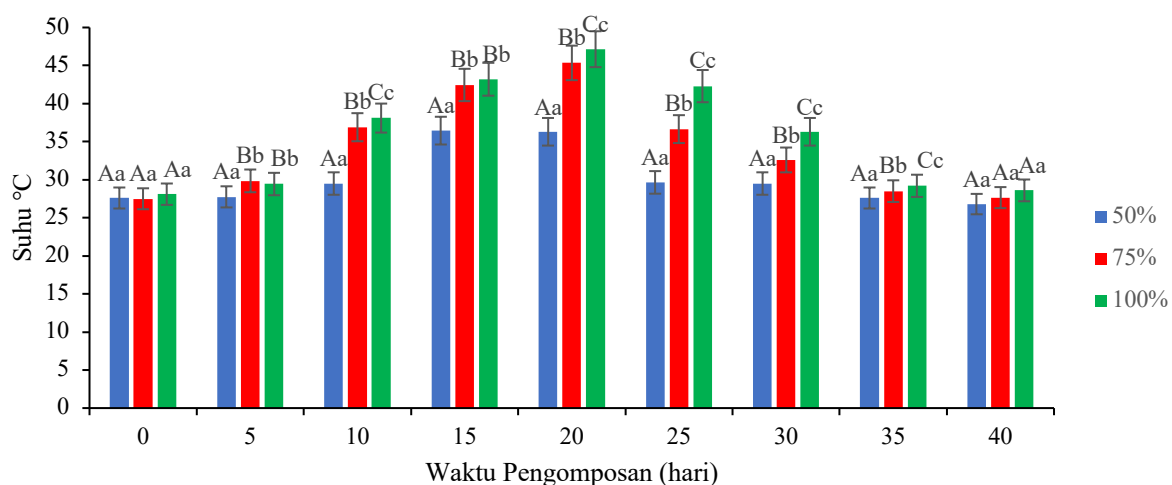 50
45
40
35
30
25
20
15
10
5
0
Suhu °C
Aa Aa Aa
Aa Bb Bb
Aa Bb Cc
Aa Bb Bb
Aa Bb Cc
Aa Bb Cc
Aa Bb Cc
Aa Bb Cc
Aa Aa Aa
0 5 10 15 20 25 30 35 40
Waktu Pengomposan (hari)
50%
75%
100%